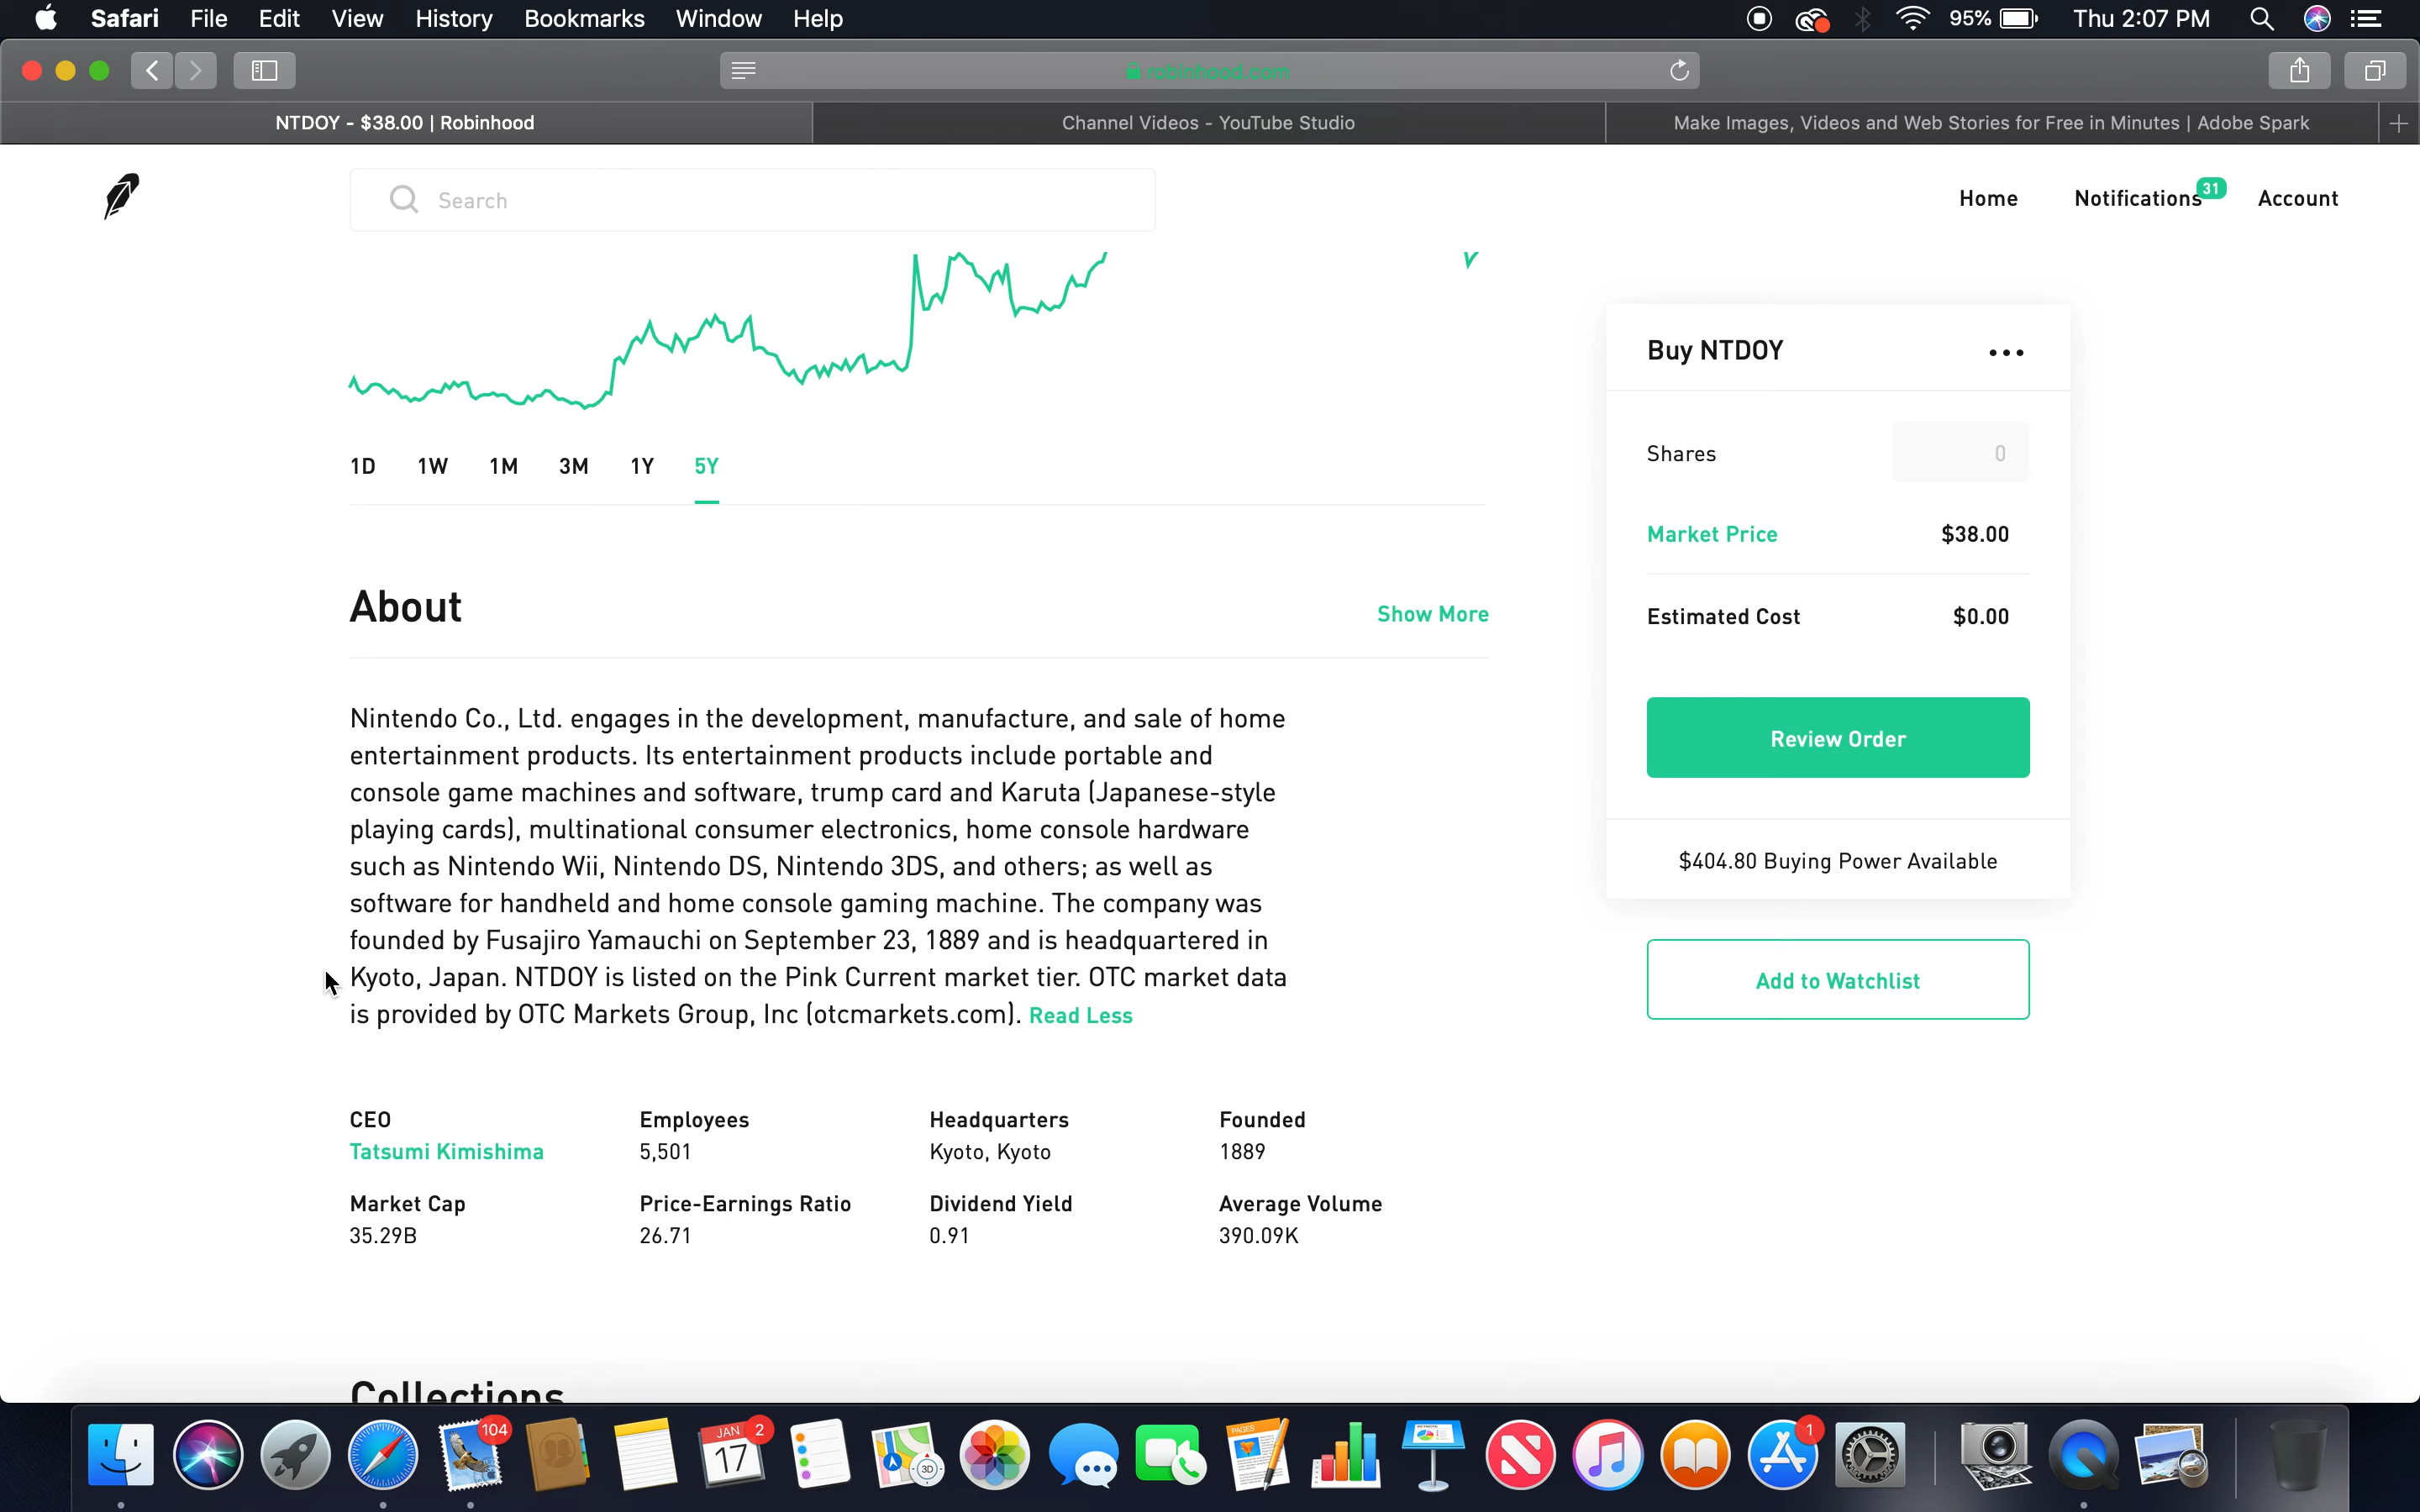 Safari File Edit View History Bookmarks Window Help 95% Thu 2:07 PM
robinhood.com
NTDOY - $38.00 | Robinhood Channel Videos - YouTube Studio Make Images, Videos and Web Stories for Free in Minutes | Adobe Spark
Search Home Notifications 31 Account
1D 1W 1M 3M 1Y 5Y
About Show More
Nintendo Co., Ltd. engages in the development, manufacture, and sale of home
entertainment products. Its entertainment products include portable and
console game machines and software, trump card and Karuta (Japanese-style
playing cards), multinational consumer electronics, home console hardware
such as Nintendo Wii, Nintendo DS, Nintendo 3DS, and others; as well as
software for handheld and home console gaming machine. The company was
founded by Fusajiro Yamauchi on September 23, 1889 and is headquartered in
Kyoto, Japan. NTDOY is listed on the Pink Current market tier. OTC market data
is provided by OTC Markets Group, Inc (otcmarkets.com). Read Less
CEO Employees Headquarters Founded
Tatsumi Kimishima 5,501 Kyoto, Kyoto 1889
Market Cap Price-Earnings Ratio Dividend Yield Average Volume
35.29B 26.71 0.91 390.09K
Collections
Buy NTDOY
Shares 0
Market Price $38.00
Estimated Cost $0.00
Review Order
$404.80 Buying Power Available
Add to Watchlist
104 JAN 17 2 3D PAGES 1